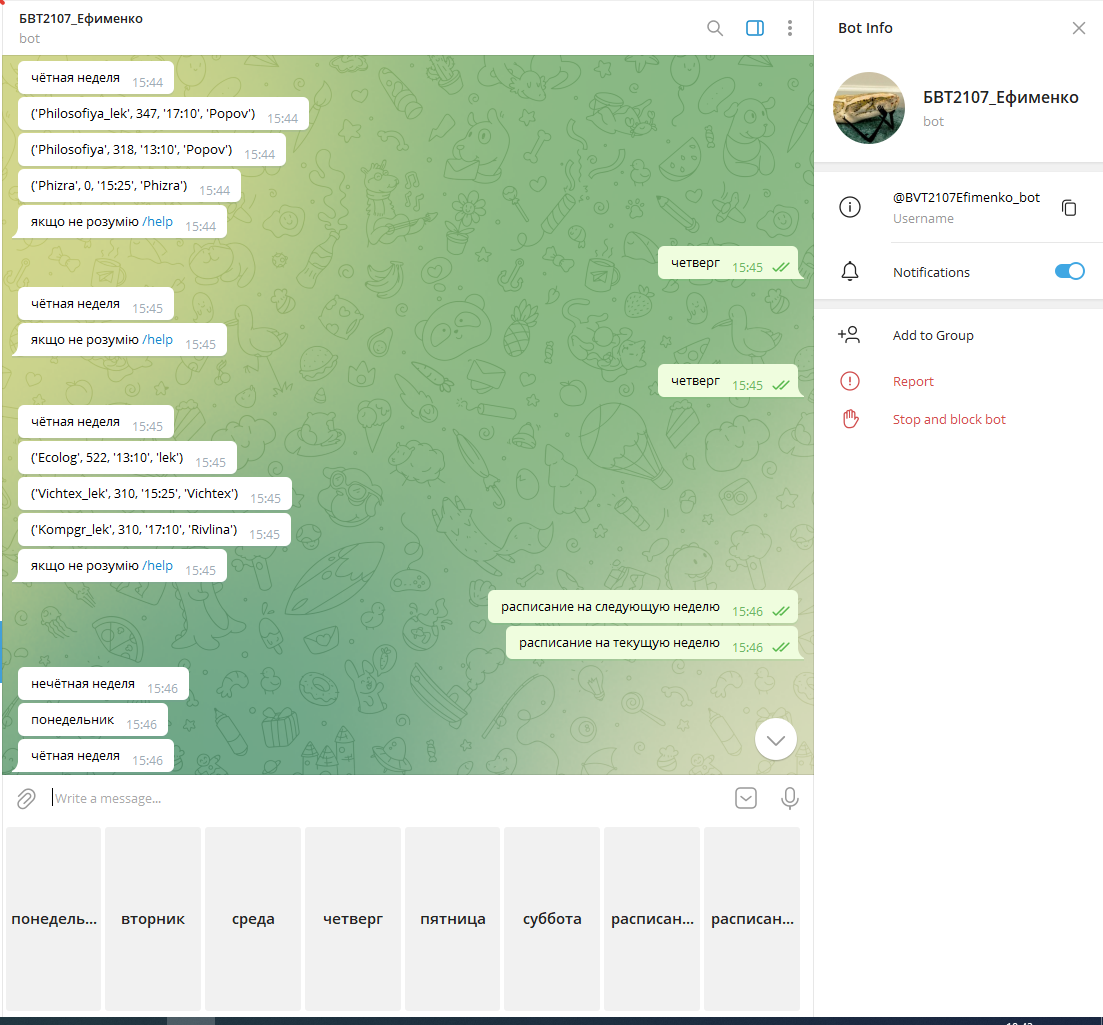 БВТ2107_Ефименко
bot
чётная неделя 15:44
('Philosofiya_lek', 347, '17:10', 'Popov') 15:44
('Philosofiya', 318, '13:10', 'Popov') 15:44
('Phizra', 0, '15:25', 'Phizra') 15:44
якщо не розумію /help 15:44
четверг 15:45
чётная неделя 15:45
якщо не розумію /help 15:45
четверг 15:45
чётная неделя 15:45
('Ecolog', 522, '13:10', 'lek') 15:45
('Vichtex_lek', 310, '15:25', 'Vichtex') 15:45
('Kompgr_lek', 310, '17:10', 'Rivlina') 15:45
якщо не розумію /help 15:45
расписание на следующую неделю 15:46
расписание на текущую неделю 15:46
нечётная неделя 15:46
понедельник 15:46
чётная неделя 15:46
Write a message...
понедель... вторник среда четверг пятница суббота расписан... расписан...
Bot Info
БВТ2107_Ефименко
bot
@BVT2107Efimenko_bot
Username
Notifications
Add to Group
Report
Stop and block bot